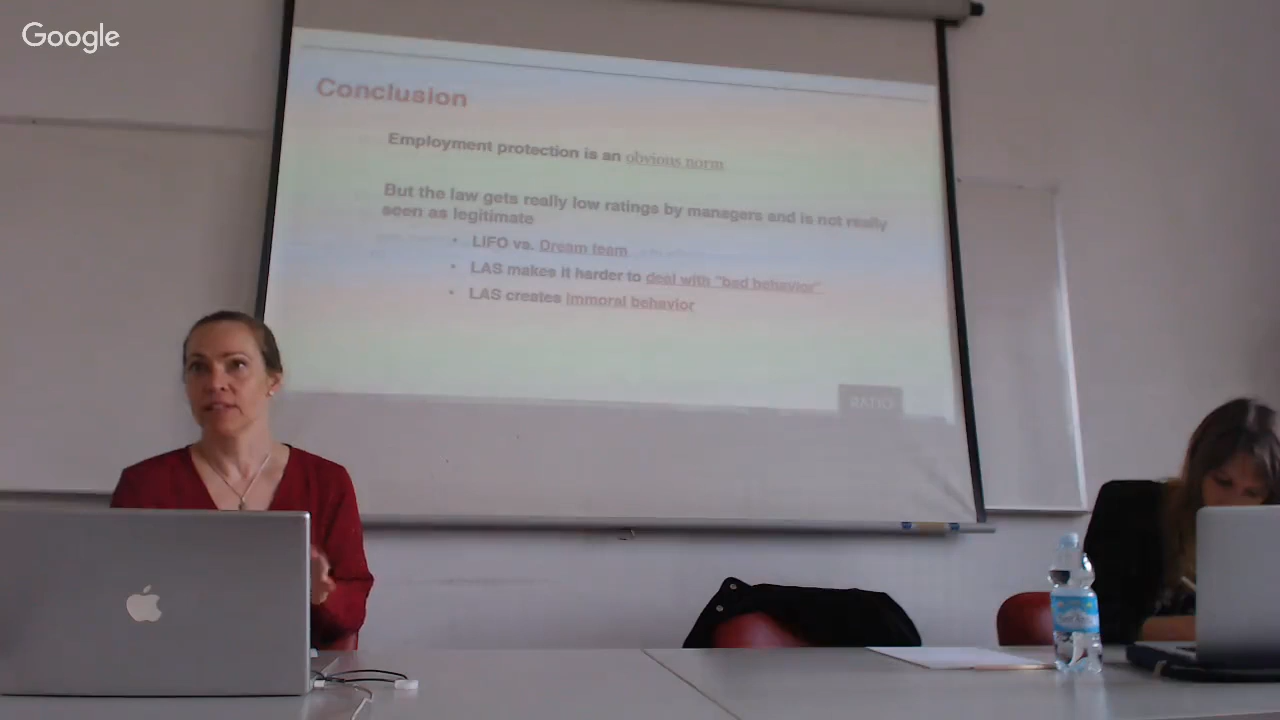 Google
Conclusion
Employment protection is an obvious norm
But the law gets really low ratings by managers and is not really
seen as legitimate
• LIFO vs. Dream team
• LAS makes it harder to deal with "bad behavior"
• LAS creates immoral behavior
RATIO